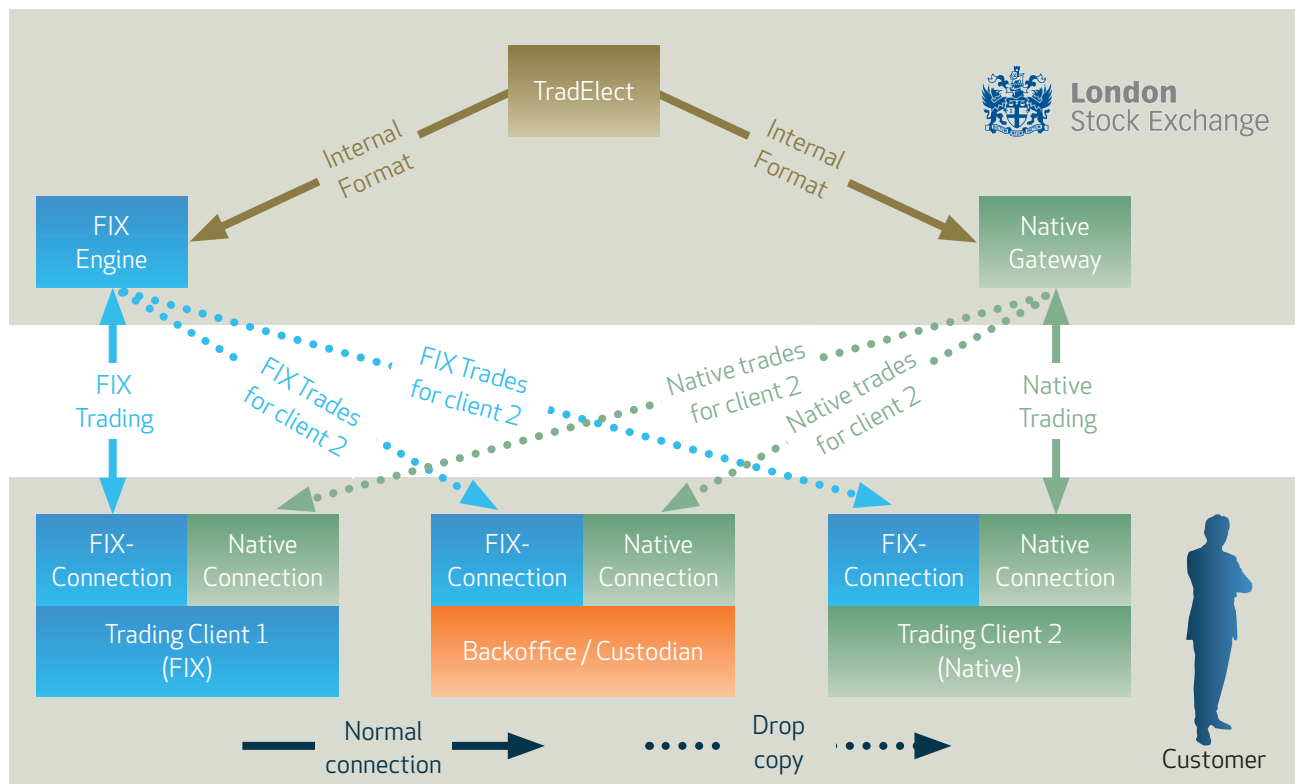 TradElect
London
Stock Exchange
Internal
Format
Internal
Format
FIX
Engine
Native
Gateway
FIX
Trading
FIX Trades
for client 2
FIX Trades
for client 2
Native trades
for client 2
Native trades
for client 2
Native
Trading
FIX-
Connection
Native
Connection
Trading Client 1
(FIX)
FIX-
Connection
Native
Connection
Backoffice / Custodian
FIX-
Connection
Native
Connection
Trading Client 2
(Native)
Normal
connection
Drop
copy
Customer